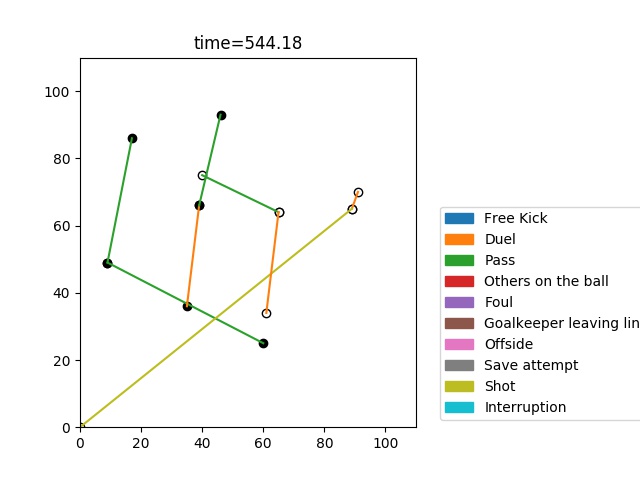 time=544.18
100
80
60
40
20
0
0 20 40 60 80 100
Free Kick
Duel
Pass
Others on the ball
Foul
Goalkeeper leaving lin
Offside
Save attempt
Shot
Interruption